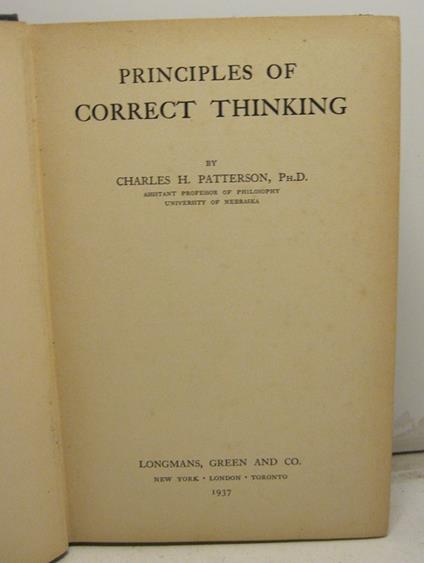 PRINCIPLES OF
CORRECT THINKING
BY
CHARLES H. PATTERSON, PH.D.
ASSISTANT PROFESSOR OF PHILOSOPHY
UNIVERSITY OF NEBRASKA
LONGMANS, GREEN AND CO.
NEW YORK · LONDON · TORONTO
1937